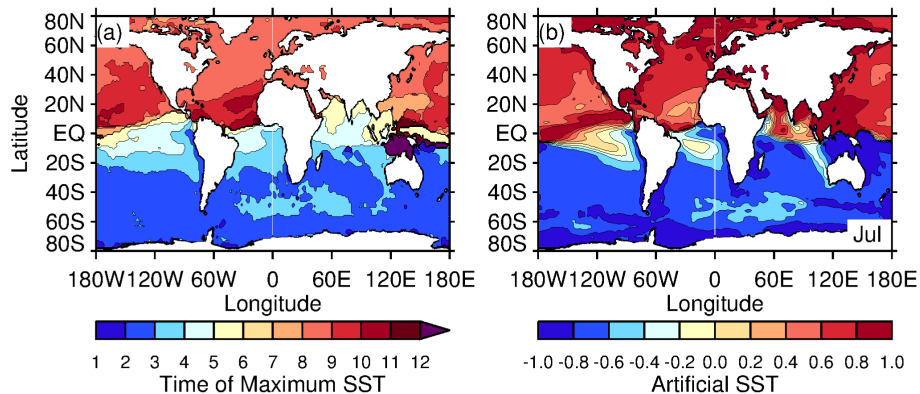 (a)
80N
60N
40N
20N
EQ
20S
40S
60S
80S
Latitude
180W 120W 60W 0 60E 120E 180E
Longitude
1 2 3 4 5 6 7 8 9 10 11 12
Time of Maximum SST
(b)
80N
60N
40N
20N
EQ
20S
40S
60S
80S
Jul
180W 120W 60W 0 60E 120E 180E
Longitude
-1.0 -0.8 -0.6 -0.4 -0.2 0.0 0.2 0.4 0.6 0.8 1.0
Artificial SST